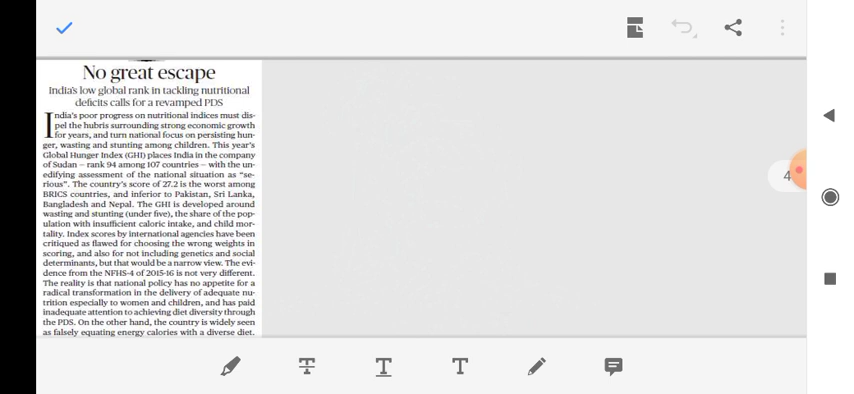 No great escape
India's low global rank in tackling nutritional
deficits calls for a revamped PDS
India's poor progress on nutritional indices must dis-
pel the hubris surrounding strong economic growth
for years, and turn national focus on persisting hun-
ger, wasting and stunting among children. This year's
Global Hunger Index (GHI) places India in the company
of Sudan – rank 94 among 107 countries – with the un-
edifying assessment of the national situation as “se-
rious”. The country's score of 27.2 is the worst among
BRICS countries, and inferior to Pakistan, Sri Lanka,
Bangladesh and Nepal. The GHI is developed around
wasting and stunting (under five), the share of the pop-
ulation with insufficient caloric intake, and child mor-
tality. Index scores by international agencies have been
critiqued as flawed for choosing the wrong weights in
scoring, and also for not including genetics and social
determinants, but that would be a narrow view. The evi-
dence from the NFHS-4 of 2015-16 is not very different.
The reality is that national policy has no appetite for a
radical transformation in the delivery of adequate nu-
trition especially to women and children, and has paid
inadequate attention to achieving diet diversity through
the PDS. On the other hand, the country is widely seen
as falsely equating energy calories with a diverse diet.
4
T
T
T